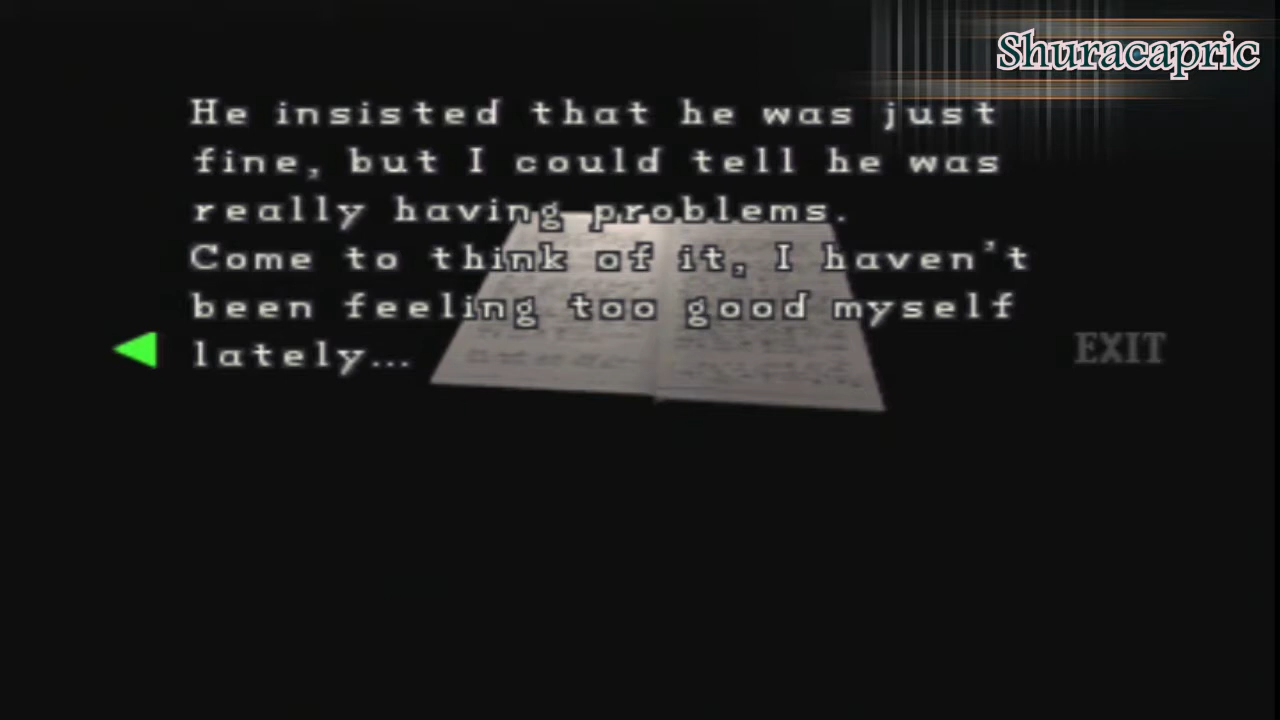 Shuracapric
He insisted that he was just
fine, but I could tell he was
really having problems.
Come to think of it, I haven't
been feeling too good myself
lately...
EXIT